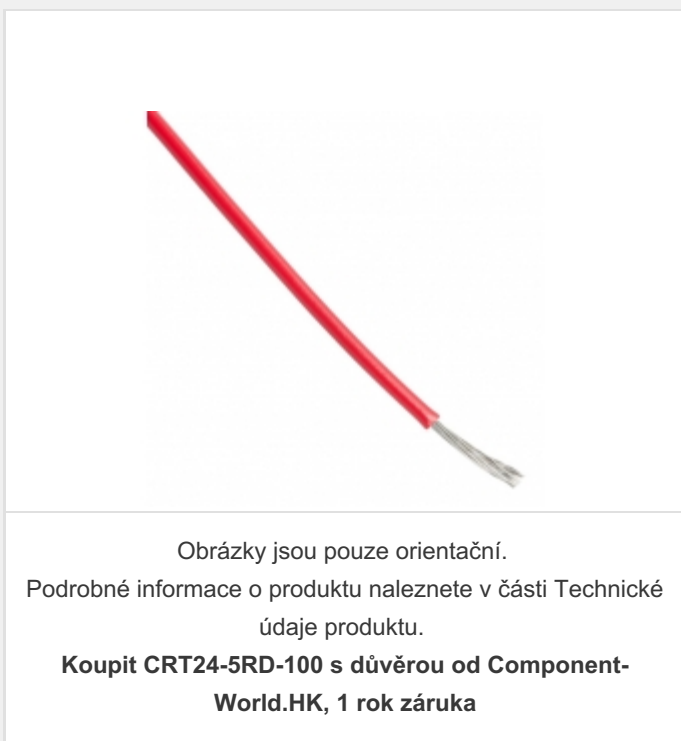 Obrázky jsou pouze orientační.
Podrobné informace o produktu naleznete v části Technické
údaje produktu.
Koupit CRT24-5RD-100 s důvěrou od Component-
World.HK, 1 rok záruka